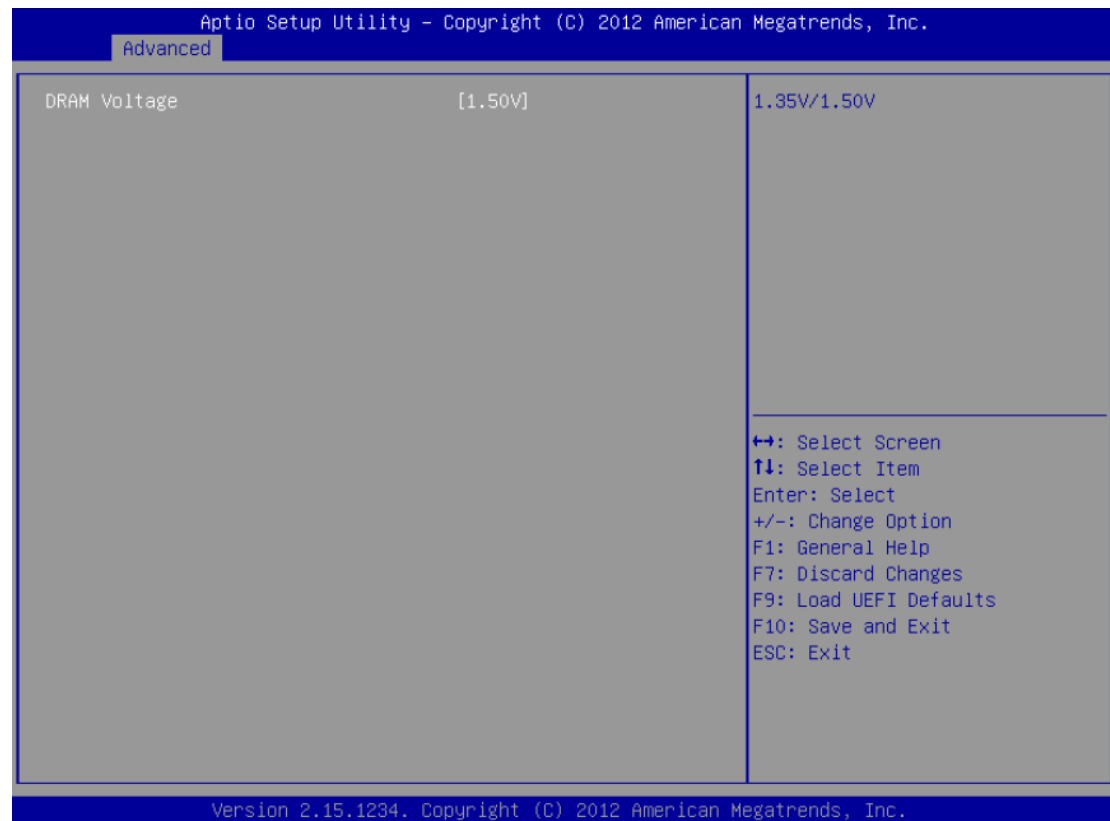 Aptio Setup Utility – Copyright (C) 2012 American Megatrends, Inc.
Advanced
DRAM Voltage [1.50V]
1.35V/1.50V
↔: Select Screen
↑↓: Select Item
Enter: Select
+/-: Change Option
F1: General Help
F7: Discard Changes
F9: Load UEFI Defaults
F10: Save and Exit
ESC: Exit
Version 2.15.1234. Copyright (C) 2012 American Megatrends, Inc.